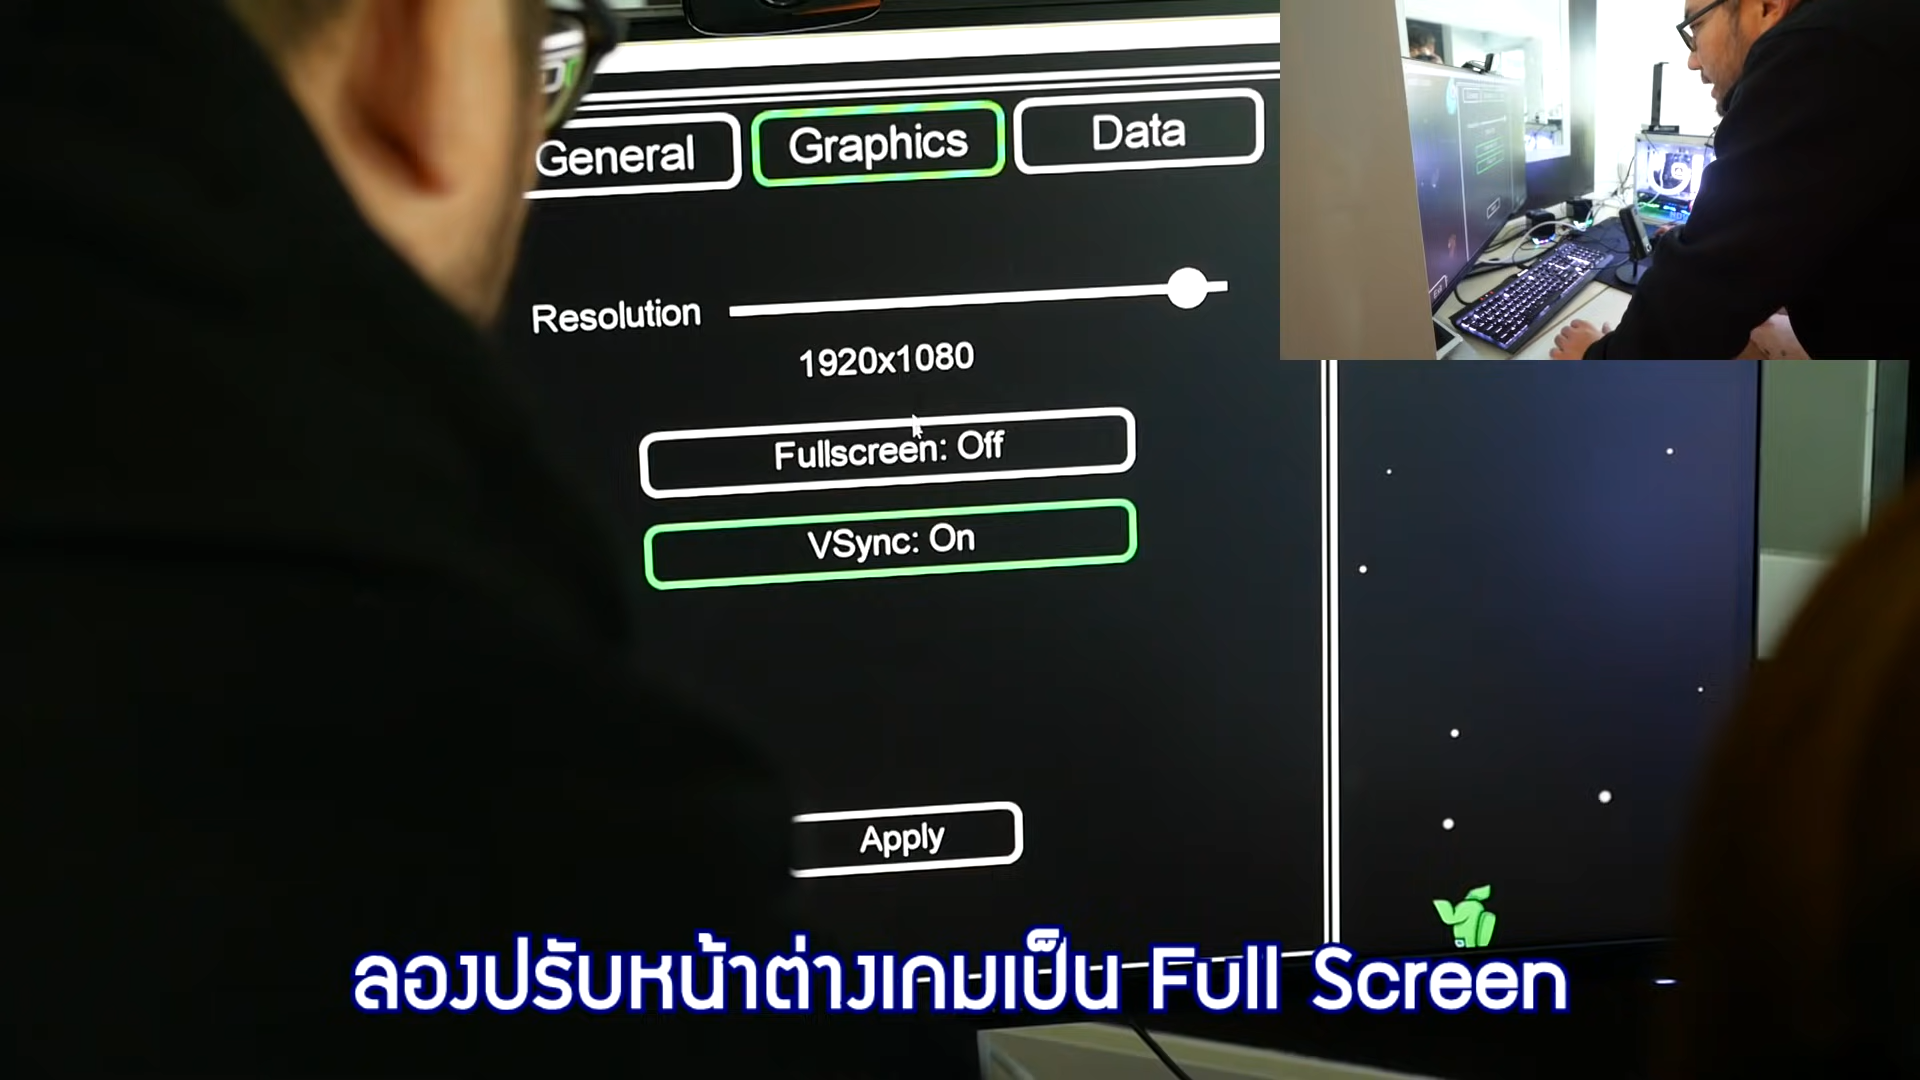 General
Graphics
Data
Resolution
1920x1080
Fullscreen: Off
VSync: On
Apply
ลองปรับหน้าต่างเกมเป็น Full Screen